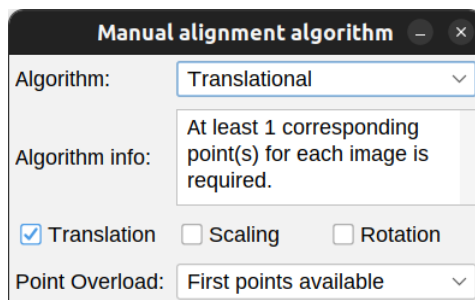 Manual alignment algorithm
Algorithm: Translational
Algorithm info: At least 1 corresponding
point(s) for each image is
required.
Translation Scaling Rotation
Point Overload: First points available